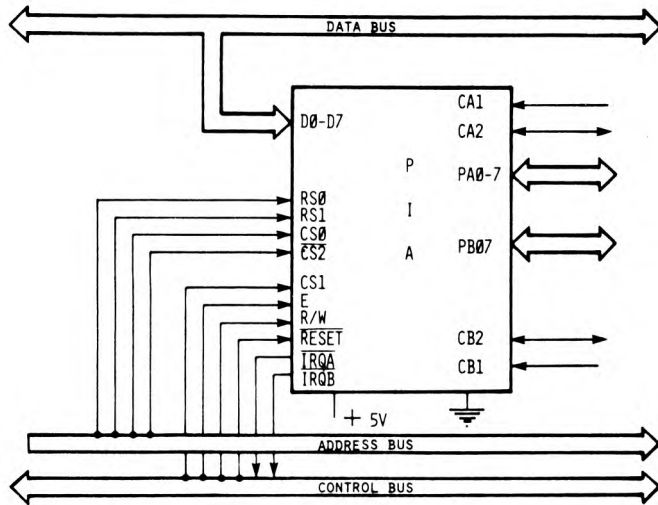 DATA BUS
D0-D7
CA1
CA2
P
PA0-7
RS0
RS1
I
CS0
CS2
A
PB07
CS1
E
R/W
RESET
CB2
IRQA
CB1
IRQB
+ 5V
ADDRESS BUS
CONTROL BUS